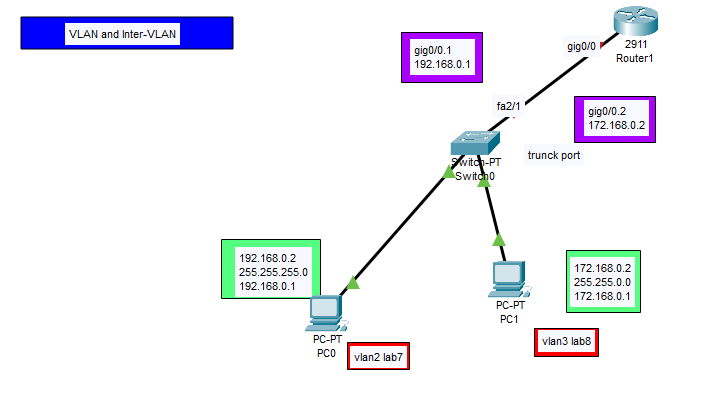 VLAN and Inter-VLAN
gig0/0.1
192.168.0.1
gig0/0
2911
Router1
fa2/1
gig0/0.2
172.168.0.2
Switch-PT
Switch0
trunck port
192.168.0.2
255.255.255.0
192.168.0.1
172.168.0.2
255.255.0.0
172.168.0.1
PC-PT
PC1
PC-PT
PC0
vlan3 lab8
vlan2 lab7